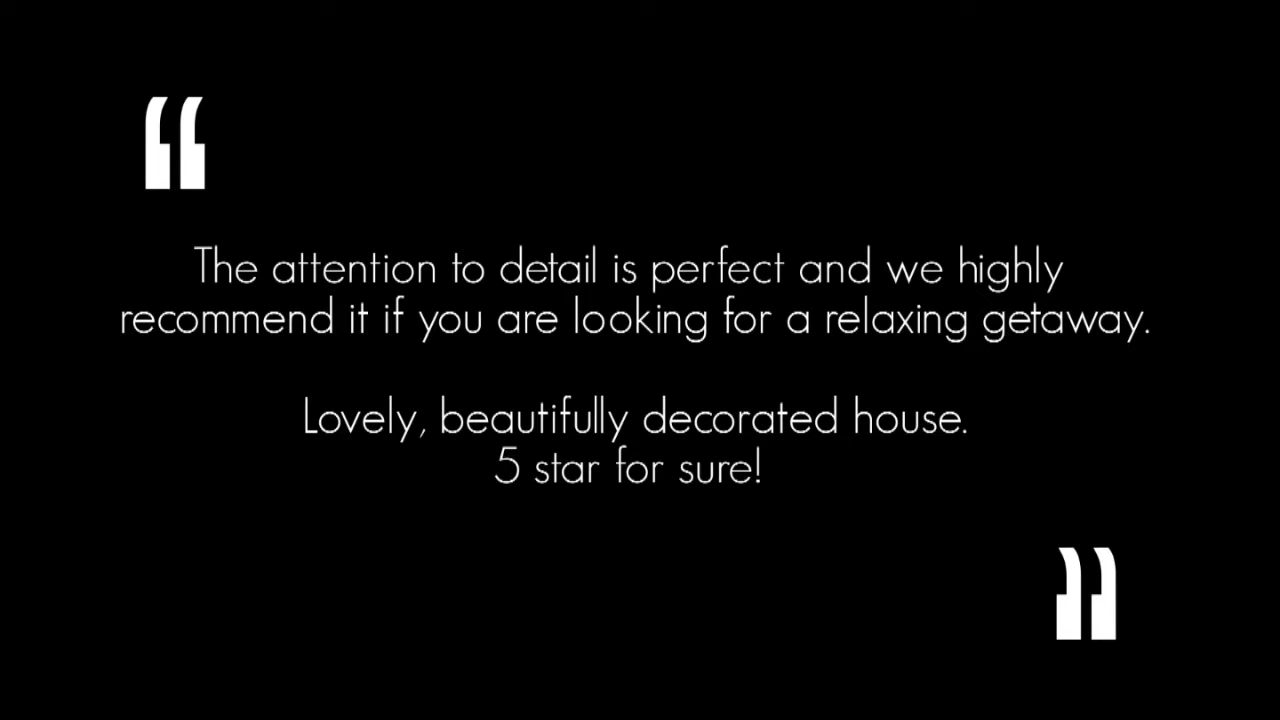 “
The attention to detail is perfect and we highly
recommend it if you are looking for a relaxing getaway.
Lovely, beautifully decorated house.
5 star for sure!
”